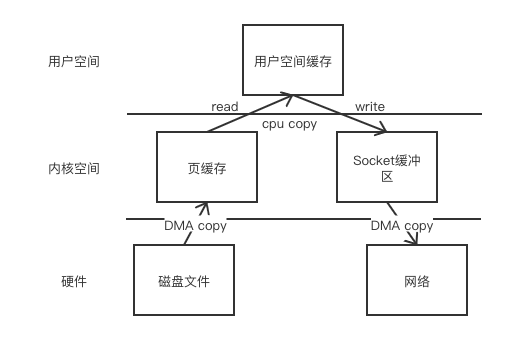 用户空间
用户空间缓存
read
write
cpu copy
内核空间
页缓存
Socket缓冲
区
DMA copy
DMA copy
硬件
磁盘文件
网络